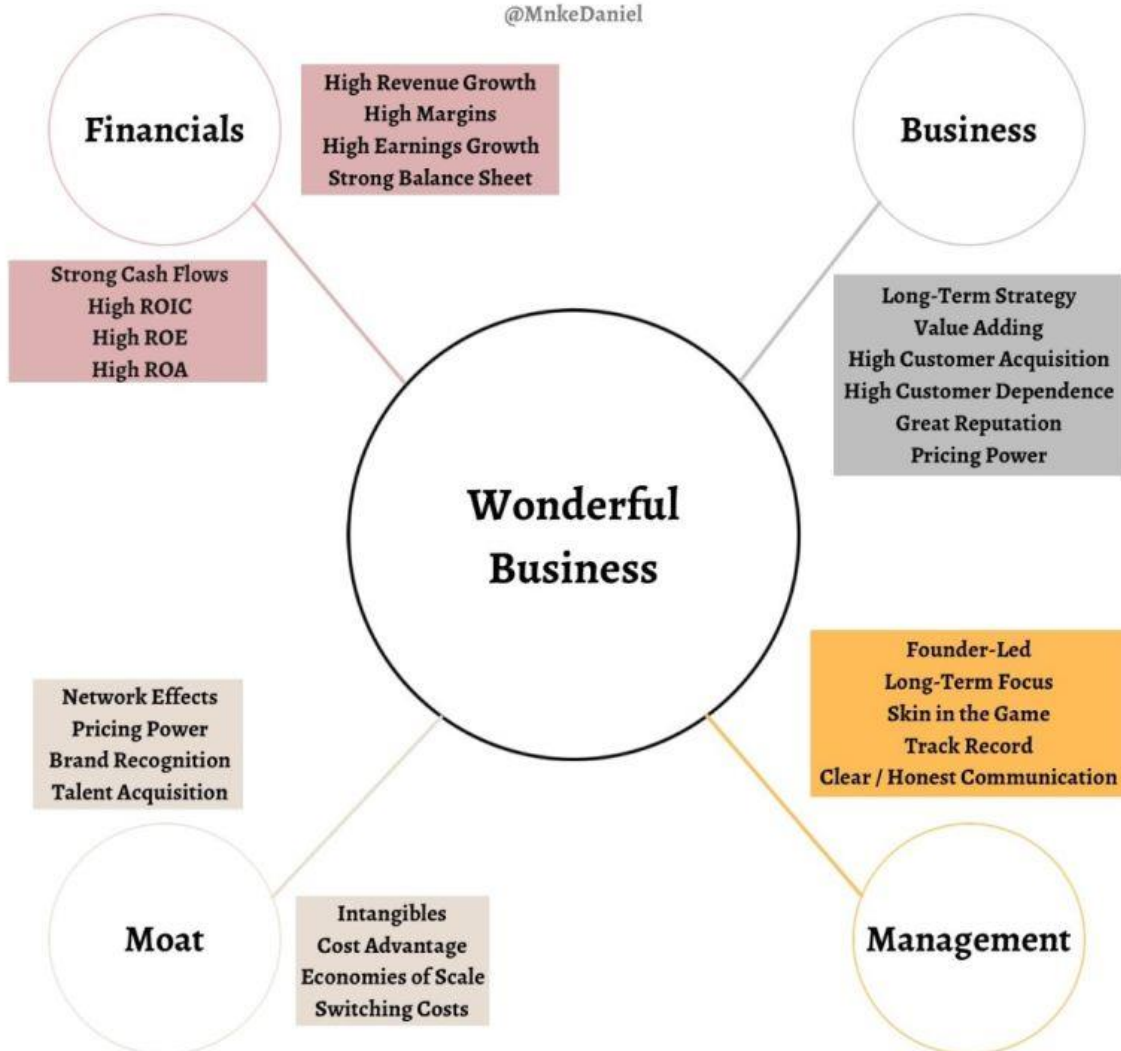 @MnkeDaniel
Financials
High Revenue Growth
High Margins
High Earnings Growth
Strong Balance Sheet
Strong Cash Flows
High ROIC
High ROE
High ROA
Business
Long-Term Strategy
Value Adding
High Customer Acquisition
High Customer Dependence
Great Reputation
Pricing Power
Wonderful
Business
Network Effects
Pricing Power
Brand Recognition
Talent Acquisition
Moat
Intangibles
Cost Advantage
Economies of Scale
Switching Costs
Founder-Led
Long-Term Focus
Skin in the Game
Track Record
Clear / Honest Communication
Management